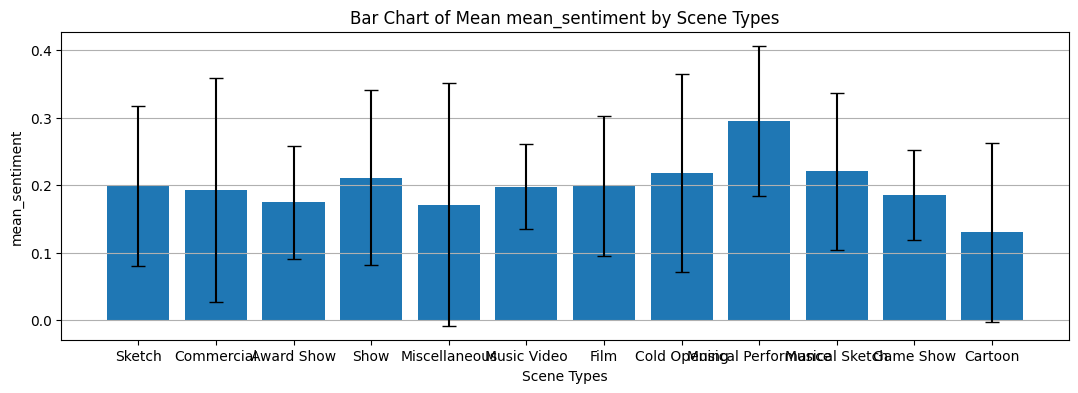 Bar Chart of Mean mean_sentiment by Scene Types
mean_sentiment
0.4
0.3
0.2
0.1
0.0
Sketch Commercial Award Show Show Miscellaneous Music Video Film Cold Opening Musical Performance Musical Sketch Game Show Cartoon
Scene Types